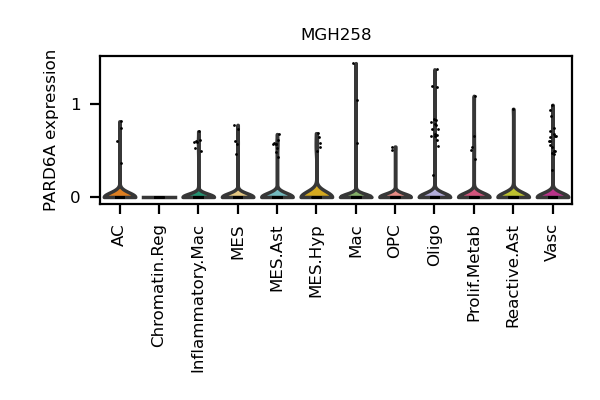 MGH258
PARD6A expression
1
0
AC
Chromatin.Reg
Inflammatory.Mac
MES
MES.Ast
MES.Hyp
Mac
OPC
Oligo
Prolif.Metab
Reactive.Ast
Vasc